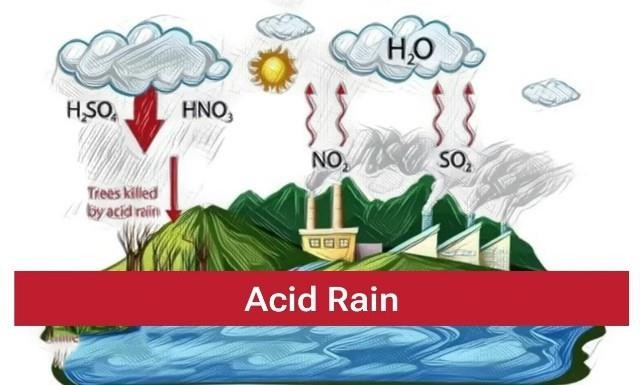 H₂O
H₂SO₄
HNO₃
NO₂
SO₂
Trees killed
by acid rain
Acid Rain